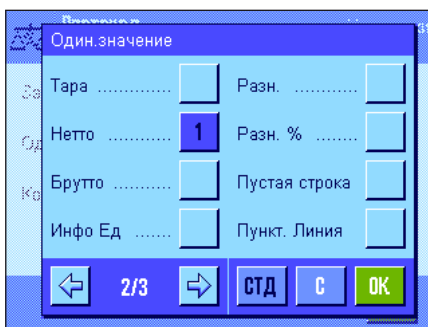 Один.значение
Тара ............. Разн. ............
Нетто ........... 1 Разн. % ........
Брутто .......... Пустая строка
Инфо Ед ....... Пункт. Линия
2/3 СТД C OK